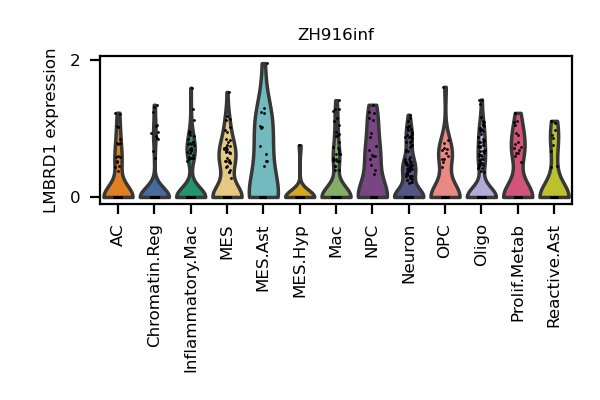 ZH916inf
LMBRD1 expression
2
0
AC
Chromatin.Reg
Inflammatory.Mac
MES
MES.Ast
MES.Hyp
Mac
NPC
Neuron
OPC
Oligo
Prolif.Metab
Reactive.Ast